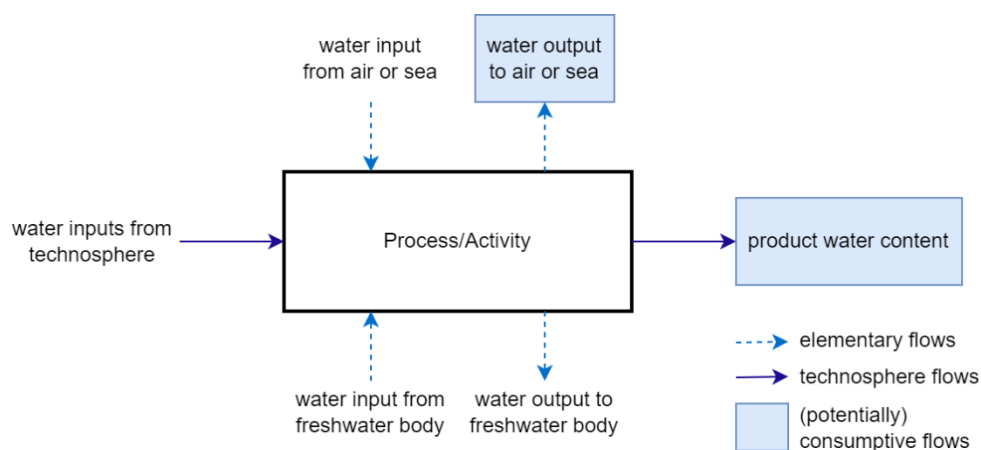 water input
from air or sea
water output
to air or sea
water inputs from
technosphere
Process/Activity
product water content
water input from
freshwater body
water output to
freshwater body
elementary flows
technosphere flows
(potentially)
consumptive flows